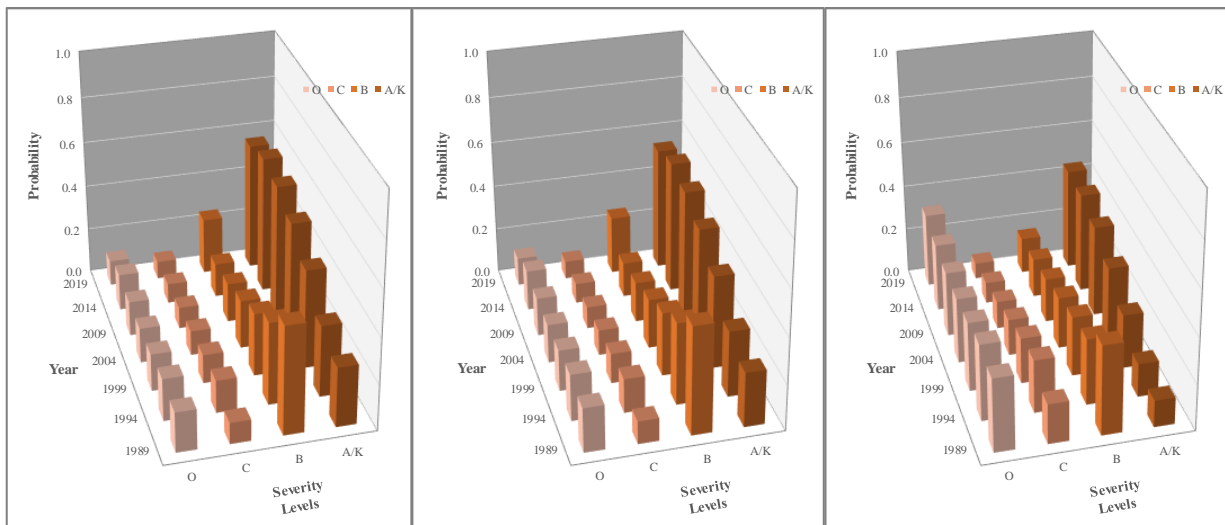 1.0
0.8
0.6
0.4
0.2
0.0
Probability
O C B A/K
2019
2014
2009
2004
1999
1994
1989
Year
O C B A/K
Severity
Levels
1.0
0.8
0.6
0.4
0.2
0.0
Probability
O C B A/K
2019
2014
2009
2004
1999
1994
1989
Year
O C B A/K
Severity
Levels
1.0
0.8
0.6
0.4
0.2
0.0
Probability
O C B A/K
2019
2014
2009
2004
1999
1994
1989
Year
O C B A/K
Severity
Levels